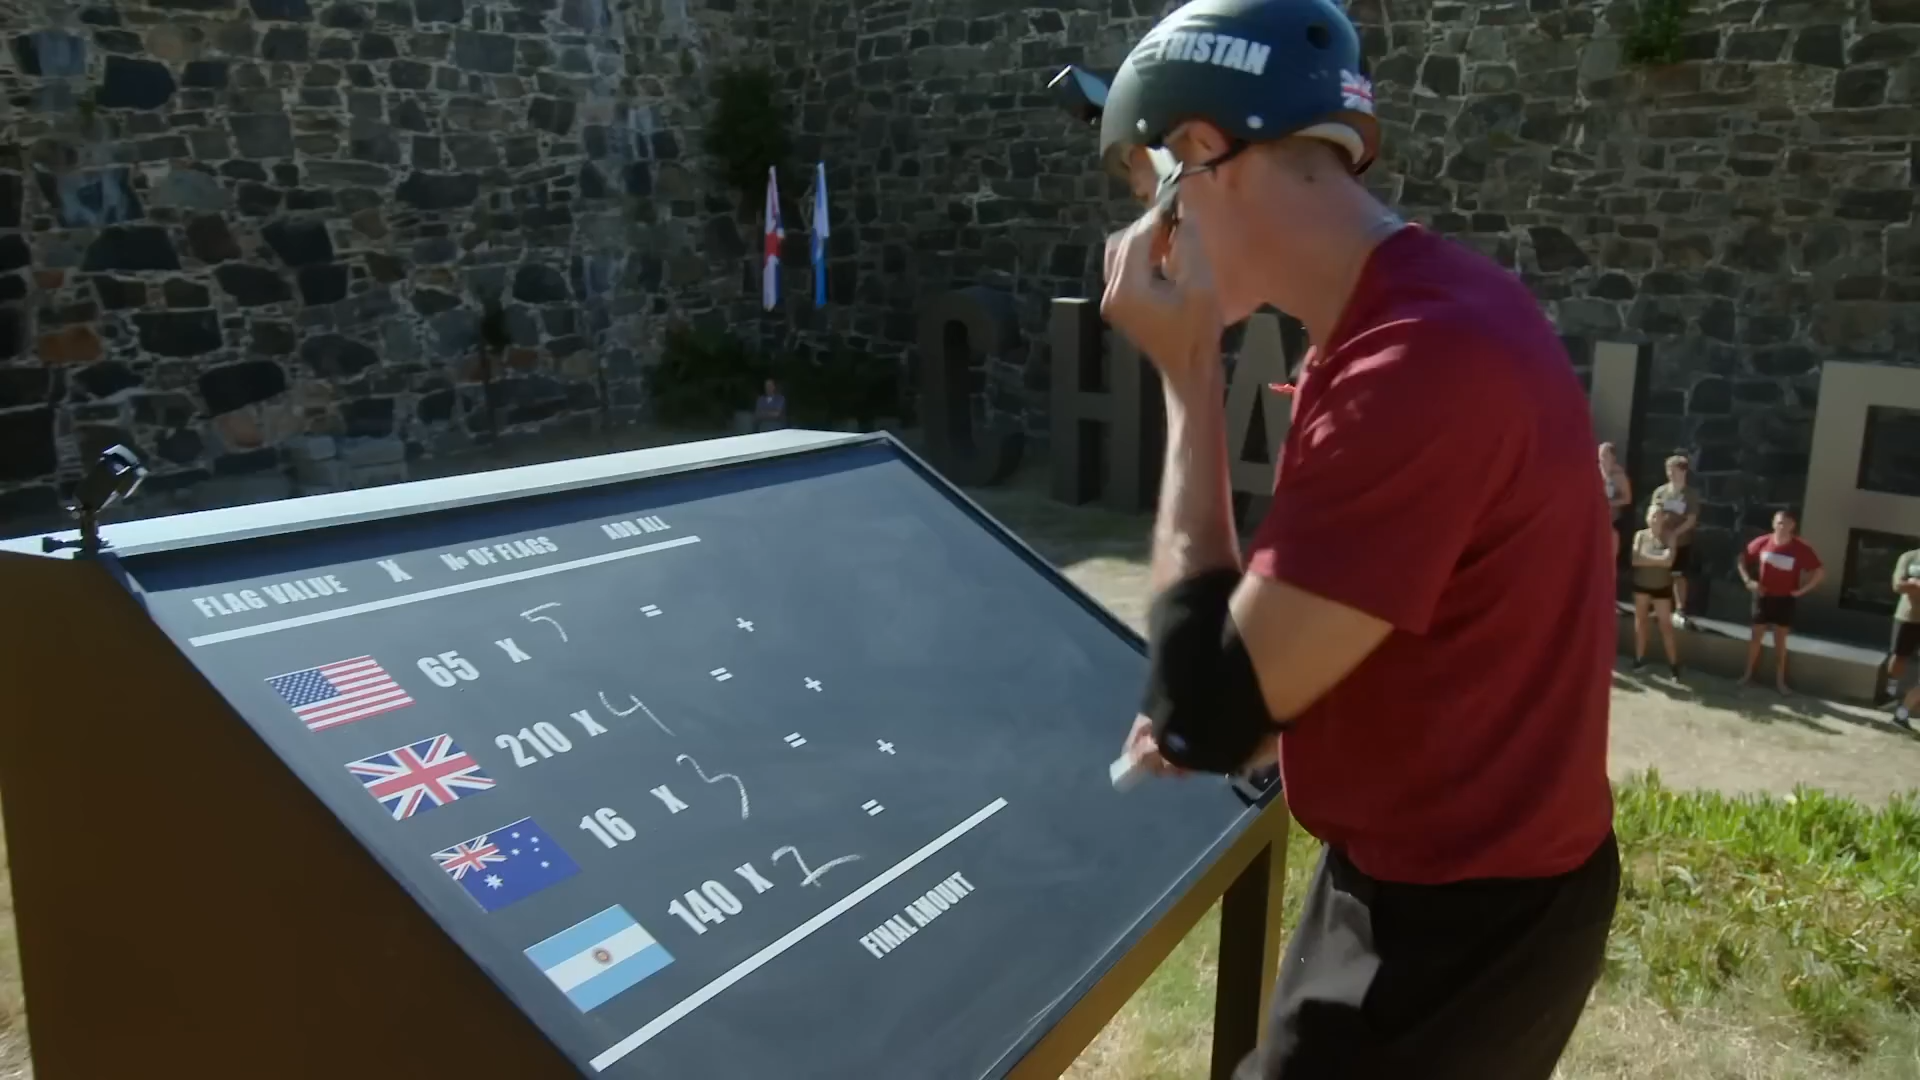 TRISTAN
CHA L E
FLAG VALUE X № OF FLAGS ADD ALL
65 X 5 = +
210 X 4 = +
16 X 3 = +
140 X 2 =
FINAL AMOUNT